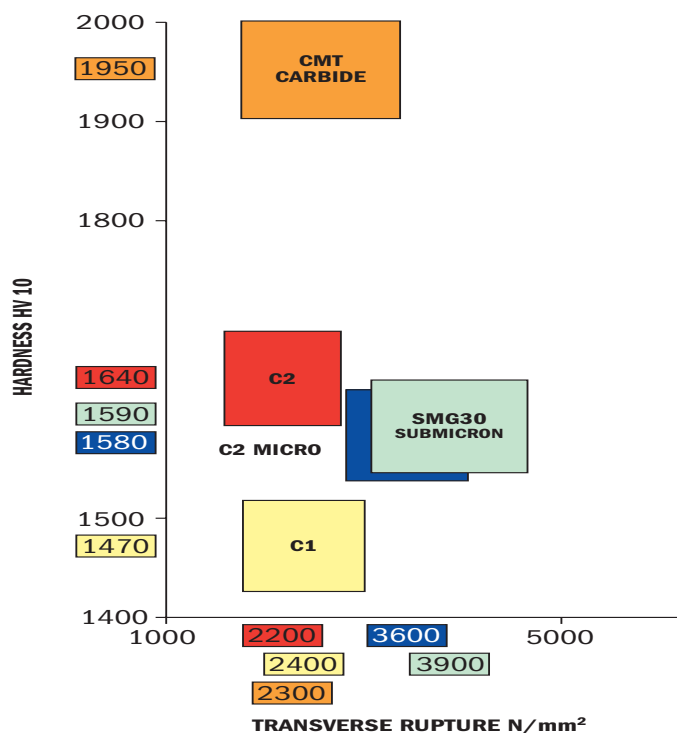 2000
CMT
CARBIDE
1950
1900
1800
HARDNESS HV 10
1640
C2
1590
SMG30
SUBMICRON
1580
C2 MICRO
1500
1470
C1
1400
1000
2200
3600
5000
2400
3900
2300
TRANSVERSE RUPTURE N/mm²